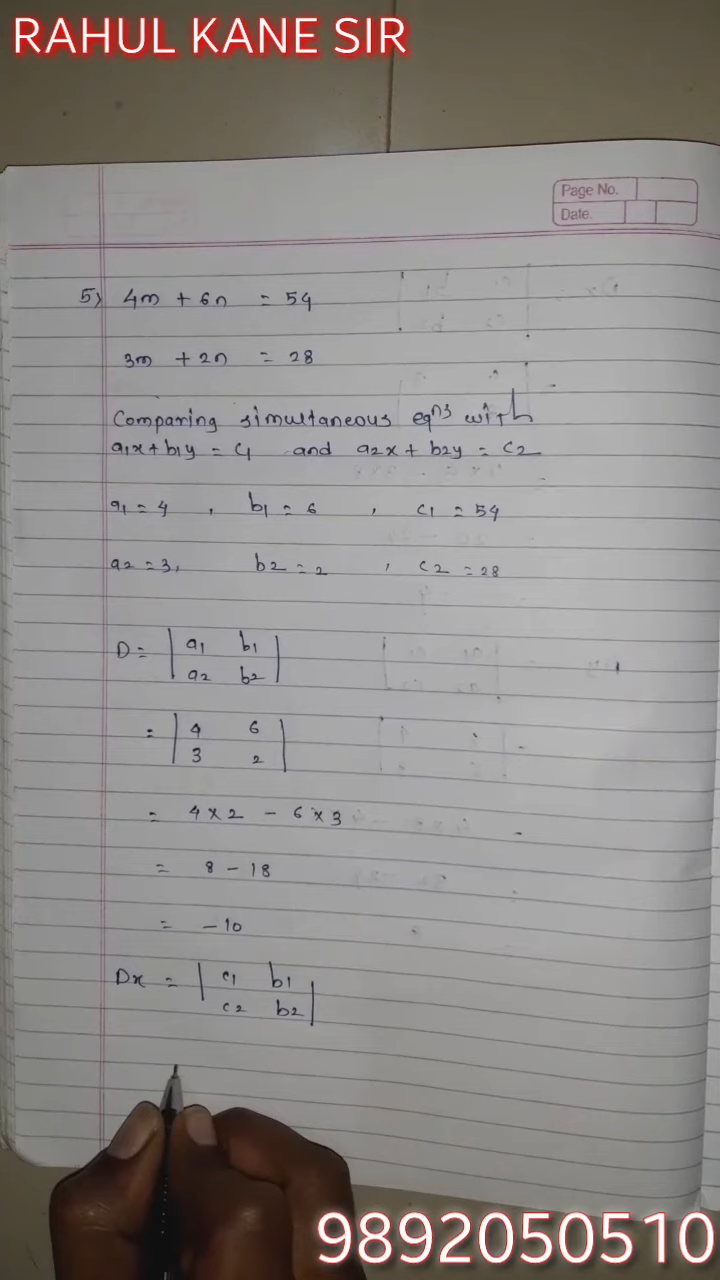 RAHUL KANE SIR
Page No.
Date.
5) 4m + 6n = 54
3m + 2n = 28
Comparing simultaneous eqns with
a1x + b1y = c1 and a2x + b2y = c2
a1 = 4 , b1 = 6 , c1 = 54
a2 = 3, b2 = 2 , c2 = 28
D = | a1 b1 |
| a2 b2 |
= | 4 6 |
| 3 2 |
= 4 × 2 - 6 × 3
= 8 - 18
= -10
Dx = | c1 b1 |
| c2 b2 |
9892050510